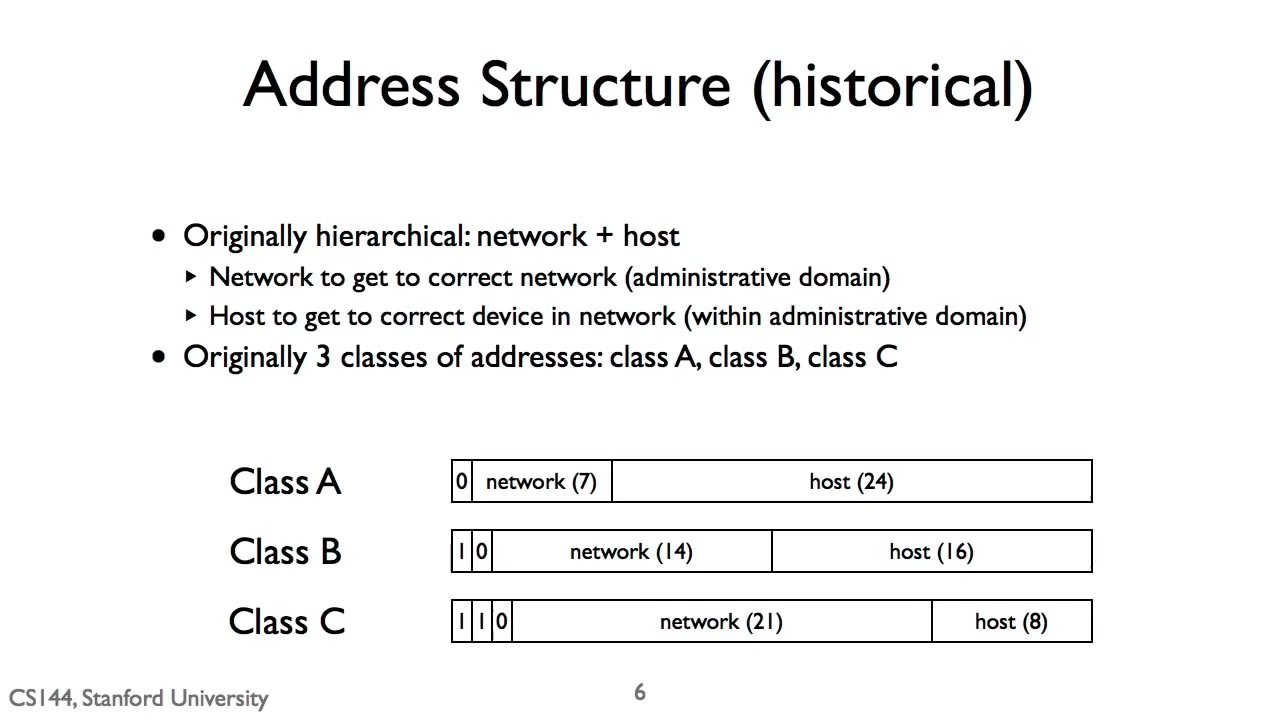 Address Structure (historical)
• Originally hierarchical: network + host
▸ Network to get to correct network (administrative domain)
▸ Host to get to correct device in network (within administrative domain)
• Originally 3 classes of addresses: class A, class B, class C
Class A 0 network (7) host (24)
Class B 1 0 network (14) host (16)
Class C 1 1 0 network (21) host (8)
CS144, Stanford University 6